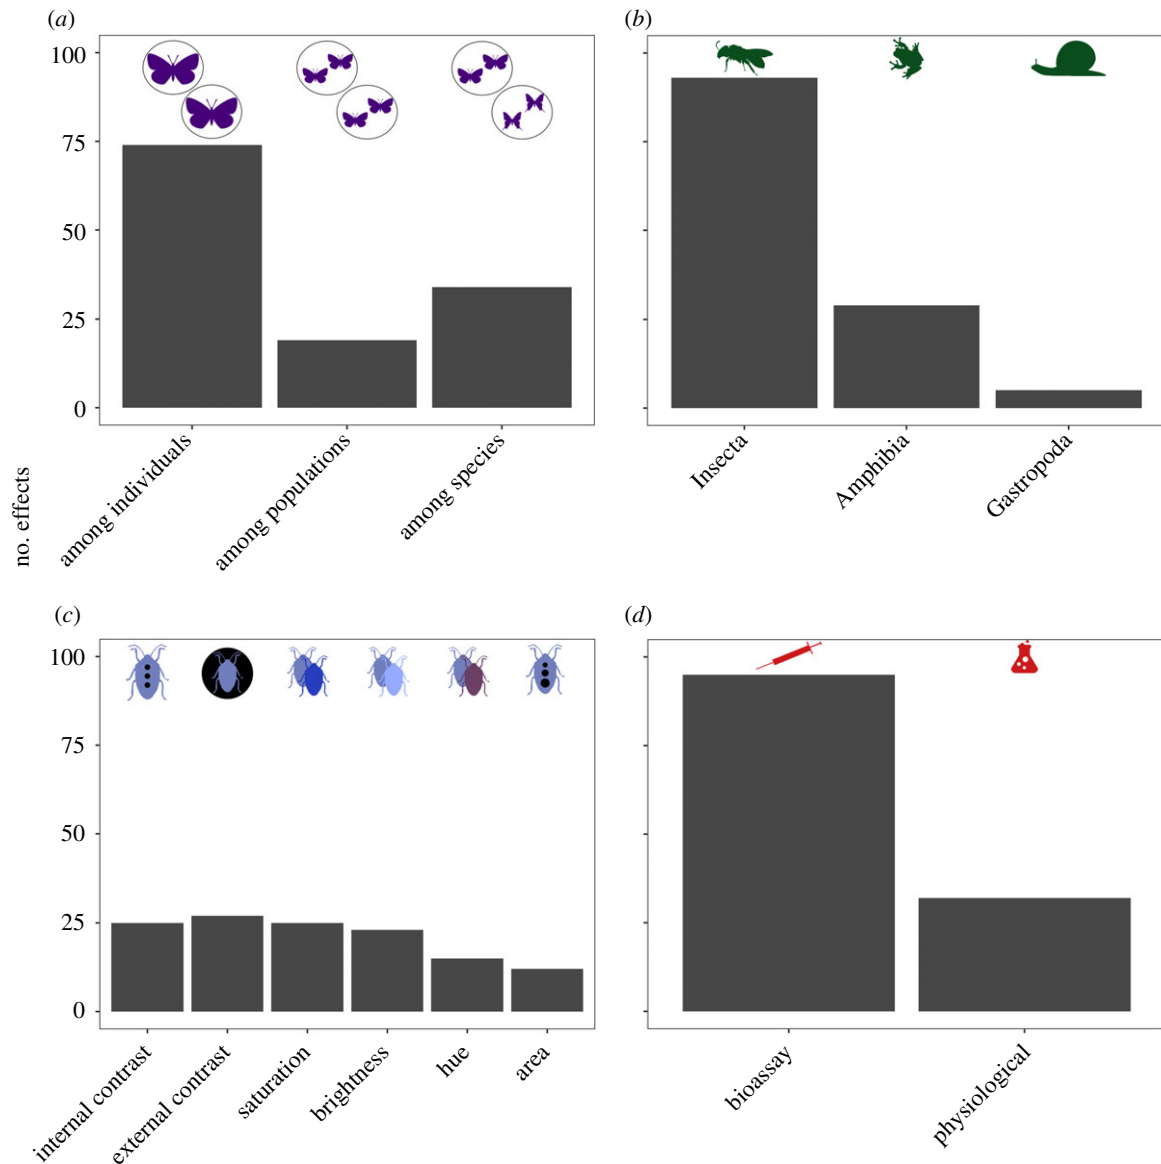 (a)
100
75
50
25
0
among individuals
among populations
among species
(b)
Insecta
Amphibia
Gastropoda
no. effects
(c)
100
75
50
25
0
internal contrast
external contrast
saturation
brightness
hue
area
(d)
bioassay
physiological